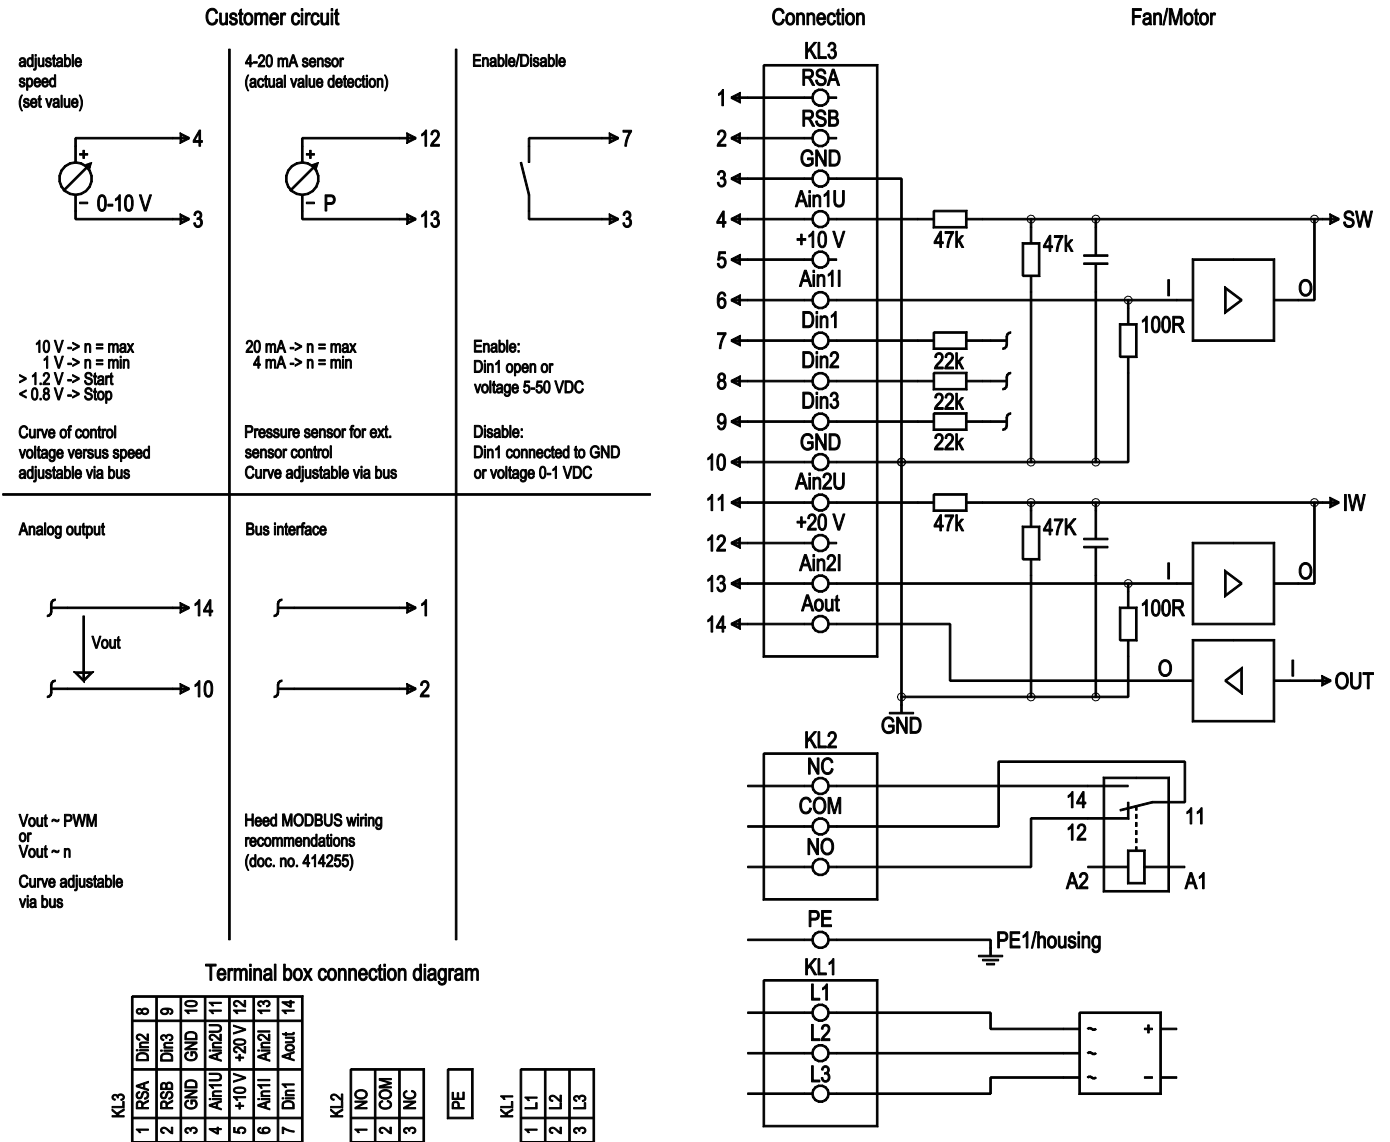 Customer circuit
adjustable
speed
(set value)
4
+
− 0-10 V
3
10 V -> n = max
1 V -> n = min
> 1.2 V -> Start
< 0.8 V -> Stop
Curve of control
voltage versus speed
adjustable via bus
4-20 mA sensor
(actual value detection)
12
+
− P
13
20 mA -> n = max
4 mA -> n = min
Pressure sensor for ext.
sensor control
Curve adjustable via bus
Enable/Disable
7
3
Enable:
Din1 open or
voltage 5-50 VDC
Disable:
Din1 connected to GND
or voltage 0-1 VDC
Analog output
14
Vout
10
Vout ~ PWM
or
Vout ~ n
Curve adjustable
via bus
Bus interface
1
2
Heed MODBUS wiring
recommendations
(doc. no. 414255)
Connection
Fan/Motor
KL3
RSA
1
RSB
2
GND
3
Ain1U
4
47k
47k
SW
+10 V
5
Ain1I
6
I
O
100R
Din1
7
22k
Din2
8
22k
Din3
9
22k
GND
10
Ain2U
11
47k
47K
IW
+20 V
12
Ain2I
13
I
O
100R
Aout
14
O
I
OUT
GND
KL2
NC
COM
NO
14
12
11
A2
A1
PE
PE1/housing
KL1
L1
L2
L3
~
~
~
+
−
Terminal box connection diagram
KL3
1 RSA Din2 8
2 RSB Din3 9
3 GND GND 10
4 Ain1U Ain2U 11
5 +10 V +20 V 12
6 Ain1I Ain2I 13
7 Din1 Aout 14
KL2
1 NO
2 COM
3 NC
PE
KL1
1 L1
2 L2
3 L3